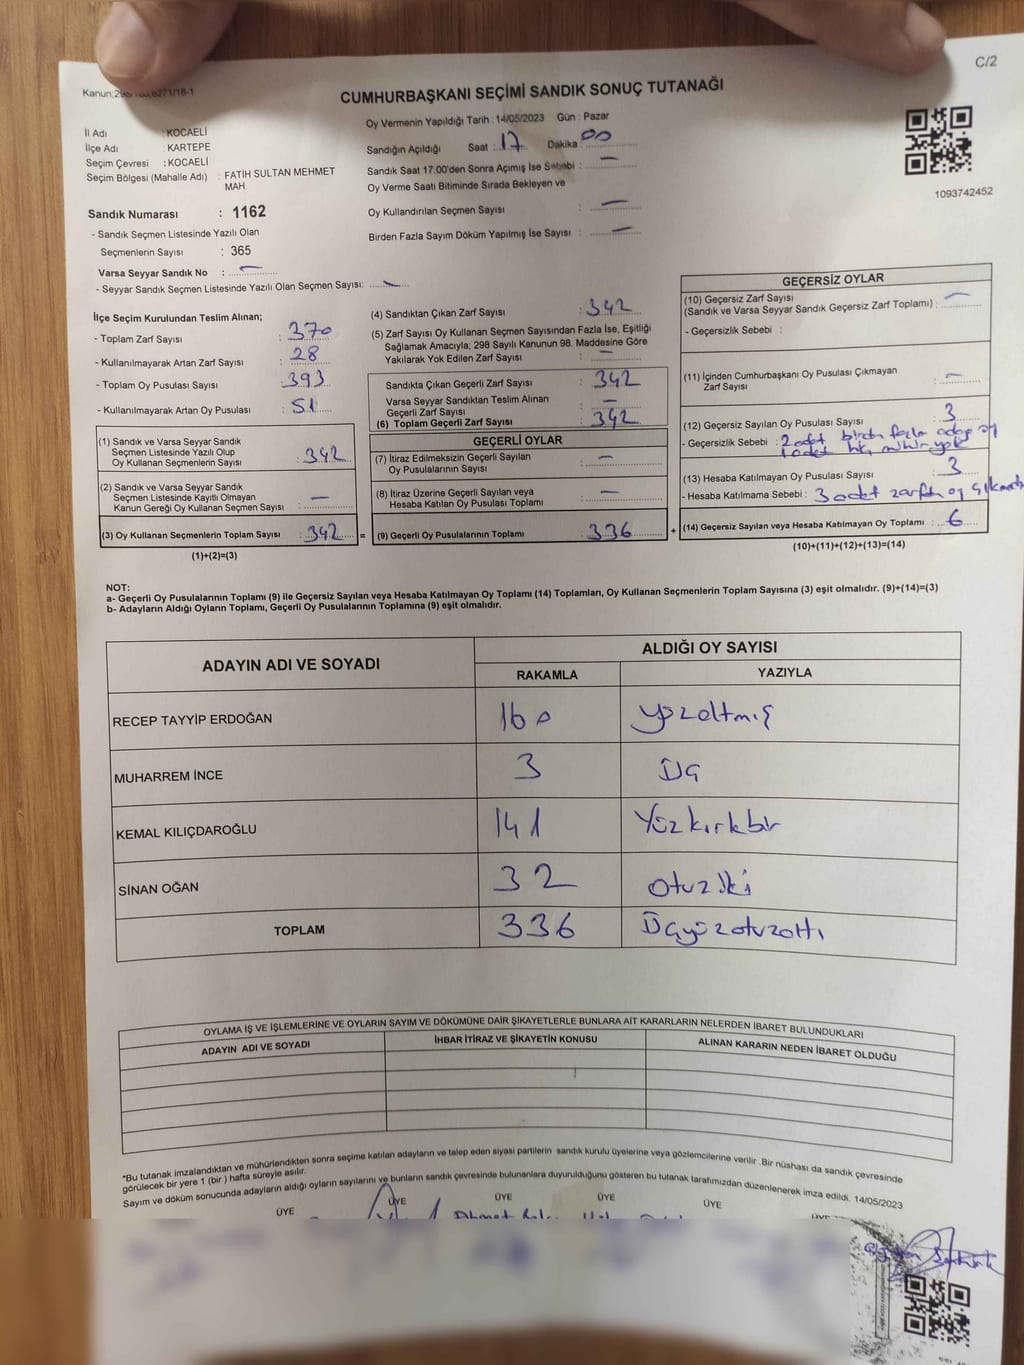 C/2
Kanun;298/
6271/18-1
CUMHURBAŞKANI SEÇİMİ SANDIK SONUÇ TUTANAĞI
İl Adı : KOCAELİ
İlçe Adı : KARTEPE
Seçim Çevresi : KOCAELİ
Seçim Bölgesi (Mahalle Adı) : FATİH SULTAN MEHMET
MAH
Sandık Numarası : 1162
- Sandık Seçmen Listesinde Yazılı Olan
Seçmenlerin Sayısı : 365
Varsa Seyyar Sandık No : —
- Seyyar Sandık Seçmen Listesinde Yazılı Olan Seçmen Sayısı: —
Oy Vermenin Yapıldığı Tarih : 14/05/2023 Gün : Pazar
Sandığın Açıldığı Saat : 17 Dakika : 00
Sandık Saat 17:00'den Sonra Açımış İse Sebebi : —
Oy Verme Saati Bitiminde Sırada Bekleyen ve
Oy Kullandırılan Seçmen Sayısı : —
Birden Fazla Sayım Döküm Yapılmış İse Sayısı : —
1093742452
İlçe Seçim Kurulundan Teslim Alınan;
- Toplam Zarf Sayısı : 370
- Kullanılmayarak Artan Zarf Sayısı : 28
- Toplam Oy Pusulası Sayısı : 393
- Kullanılmayarak Artan Oy Pusulası : 51
(1) Sandık ve Varsa Seyyar Sandık
Seçmen Listesinde Yazılı Olup
Oy Kullanan Seçmenlerin Sayısı : 342
(2) Sandık ve Varsa Seyyar Sandık
Seçmen Listesinde Kayıtlı Olmayan
Kanun Gereği Oy Kullanan Seçmen Sayısı : —
(3) Oy Kullanan Seçmenlerin Toplam Sayısı : 342 =
(1)+(2)=(3)
(4) Sandıktan Çıkan Zarf Sayısı : 342
(5) Zarf Sayısı Oy Kullanan Seçmen Sayısından Fazla İse, Eşitliği
Sağlamak Amacıyla; 298 Sayılı Kanunun 98. Maddesine Göre
Yakılarak Yok Edilen Zarf Sayısı : —
Sandıkta Çıkan Geçerli Zarf Sayısı : 342
Varsa Seyyar Sandıktan Teslim Alınan
Geçerli Zarf Sayısı : —
(6) Toplam Geçerli Zarf Sayısı : 342
GEÇERLİ OYLAR
(7) İtiraz Edilmeksizin Geçerli Sayılan
Oy Pusulalarının Sayısı : —
(8) İtiraz Üzerine Geçerli Sayılan veya
Hesaba Katılan Oy Pusulaları Toplamı : —
(9) Geçerli Oy Pusulalarının Toplamı : 336 +
GEÇERSİZ OYLAR
(10) Geçersiz Zarf Sayısı
(Sandık ve Varsa Seyyar Sandık Geçersiz Zarf Toplamı) : —
- Geçersizlik Sebebi :
(11) İçinden Cumhurbaşkanı Oy Pusulası Çıkmayan
Zarf Sayısı : —
(12) Geçersiz Sayılan Oy Pusulası Sayısı : 3
- Geçersizlik Sebebi : 2 adet birden fazla aday oy
1 adet hiç mühür yok
(13) Hesaba Katılmayan Oy Pusulası Sayısı : 3
- Hesaba Katılmama Sebebi : 3 adet zarftan oy
(14) Geçersiz Sayılan veya Hesaba Katılmayan Oy Toplamı : 6
(10)+(11)+(12)+(13)=(14)
NOT:
a- Geçerli Oy Pusulalarının Toplamı (9) ile Geçersiz Sayılan veya Hesaba Katılmayan Oy Toplamı (14) Toplamları, Oy Kullanan Seçmenlerin Toplam Sayısına (3) eşit olmalıdır. (9)+(14)=(3)
b- Adayların Aldığı Oyların Toplamı, Geçerli Oy Pusulalarının Toplamına (9) eşit olmalıdır.
ADAYIN ADI VE SOYADI ALDIĞI OY SAYISI
RAKAMLA YAZIYLA
RECEP TAYYİP ERDOĞAN 160 yüzaltmış
MUHARREM İNCE 3 Üç
KEMAL KILIÇDAROĞLU 141 Yüzkırkbir
SİNAN OĞAN 32 otuziki
TOPLAM 336 Üçyüzotuzaltı
OYLAMA İŞ VE İŞLEMLERİNE VE OYLARIN SAYIM VE DÖKÜMÜNE DAİR ŞİKAYETLERLE BUNLARA AİT KARARLARIN NELERDEN İBARET BULUNDUKLARI
ADAYIN ADI VE SOYADI İHBAR İTİRAZ VE ŞİKAYETİN KONUSU ALINAN KARARIN NEDEN İBARET OLDUĞU
*Bu tutanak imzalandıktan ve mühürlendikten sonra seçime katılan adayların ve talep eden siyasi partilerin sandık kurulu üyelerine veya gözlemcilerine verilir. Bir nüshası da sandık çevresinde
görülecek bir yere 1 (bir) hafta süreyle asılır.
Sayım ve döküm sonucunda adayların aldığı oyların sayılarını ve bunların sandık çevresinde bulunanlara duyurulduğunu gösteren bu tutanak tarafımızdan düzenlenerek imza edildi. 14/05/2023
ÜYE ÜYE ÜYE ÜYE ÜYE
Ahmet